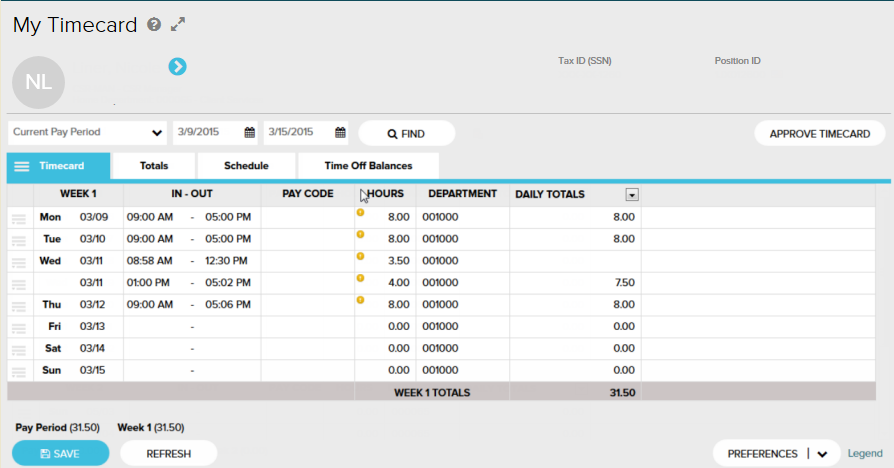 My Timecard ?
NL
Tax ID (SSN) Position ID
Current Pay Period 3/9/2015 3/15/2015 FIND APPROVE TIMECARD
Timecard Totals Schedule Time Off Balances
WEEK 1 IN - OUT PAY CODE HOURS DEPARTMENT DAILY TOTALS
Mon 03/09 09:00 AM - 05:00 PM 8.00 001000 8.00
Tue 03/10 09:00 AM - 05:00 PM 8.00 001000 8.00
Wed 03/11 08:58 AM - 12:30 PM 3.50 001000
03/11 01:00 PM - 05:02 PM 4.00 001000 7.50
Thu 03/12 09:00 AM - 05:06 PM 8.00 001000 8.00
Fri 03/13 - 0.00 001000 0.00
Sat 03/14 - 0.00 001000 0.00
Sun 03/15 - 0.00 001000 0.00
WEEK 1 TOTALS 31.50
Pay Period (31.50) Week 1 (31.50)
SAVE REFRESH PREFERENCES | Legend